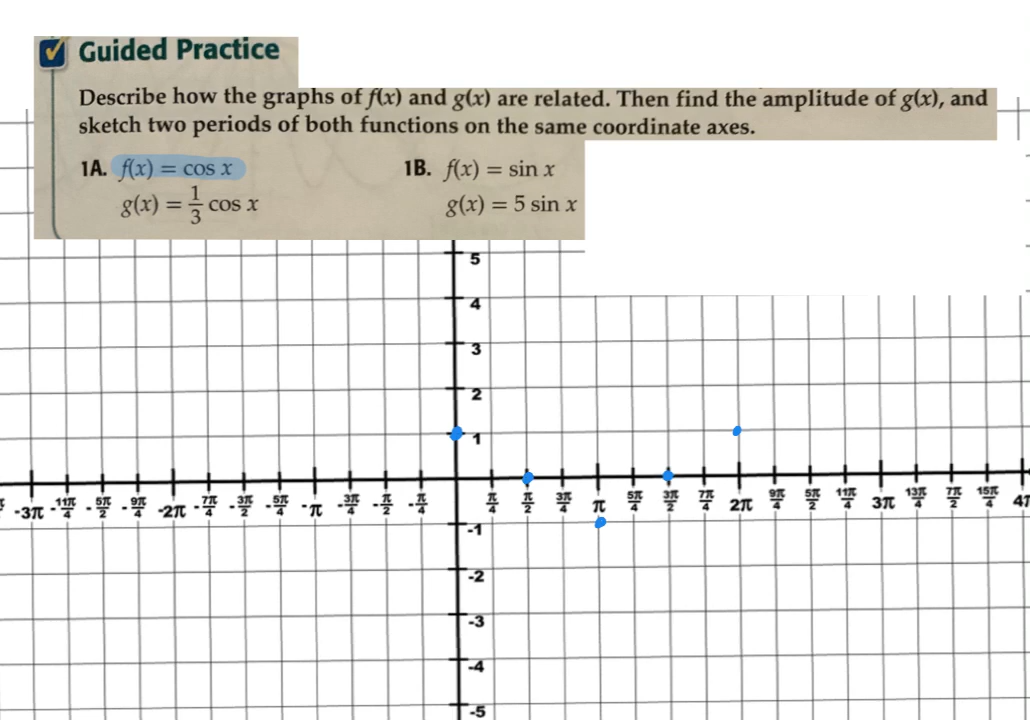 Guided Practice
Describe how the graphs of f(x) and g(x) are related. Then find the amplitude of g(x), and
sketch two periods of both functions on the same coordinate axes.
1A. f(x) = cos x 1B. f(x) = sin x
g(x) = 1/3 cos x g(x) = 5 sin x
5
4
3
2
1
-3π -11π/4 -5π/2 -9π/4 -2π -7π/4 -3π/2 -5π/4 -π -3π/4 -π/2 -π/4 π/4 π/2 3π/4 π 5π/4 3π/2 7π/4 2π 9π/4 5π/2 11π/4 3π 13π/4 7π/2 15π/4
-1
-2
-3
-4
-5